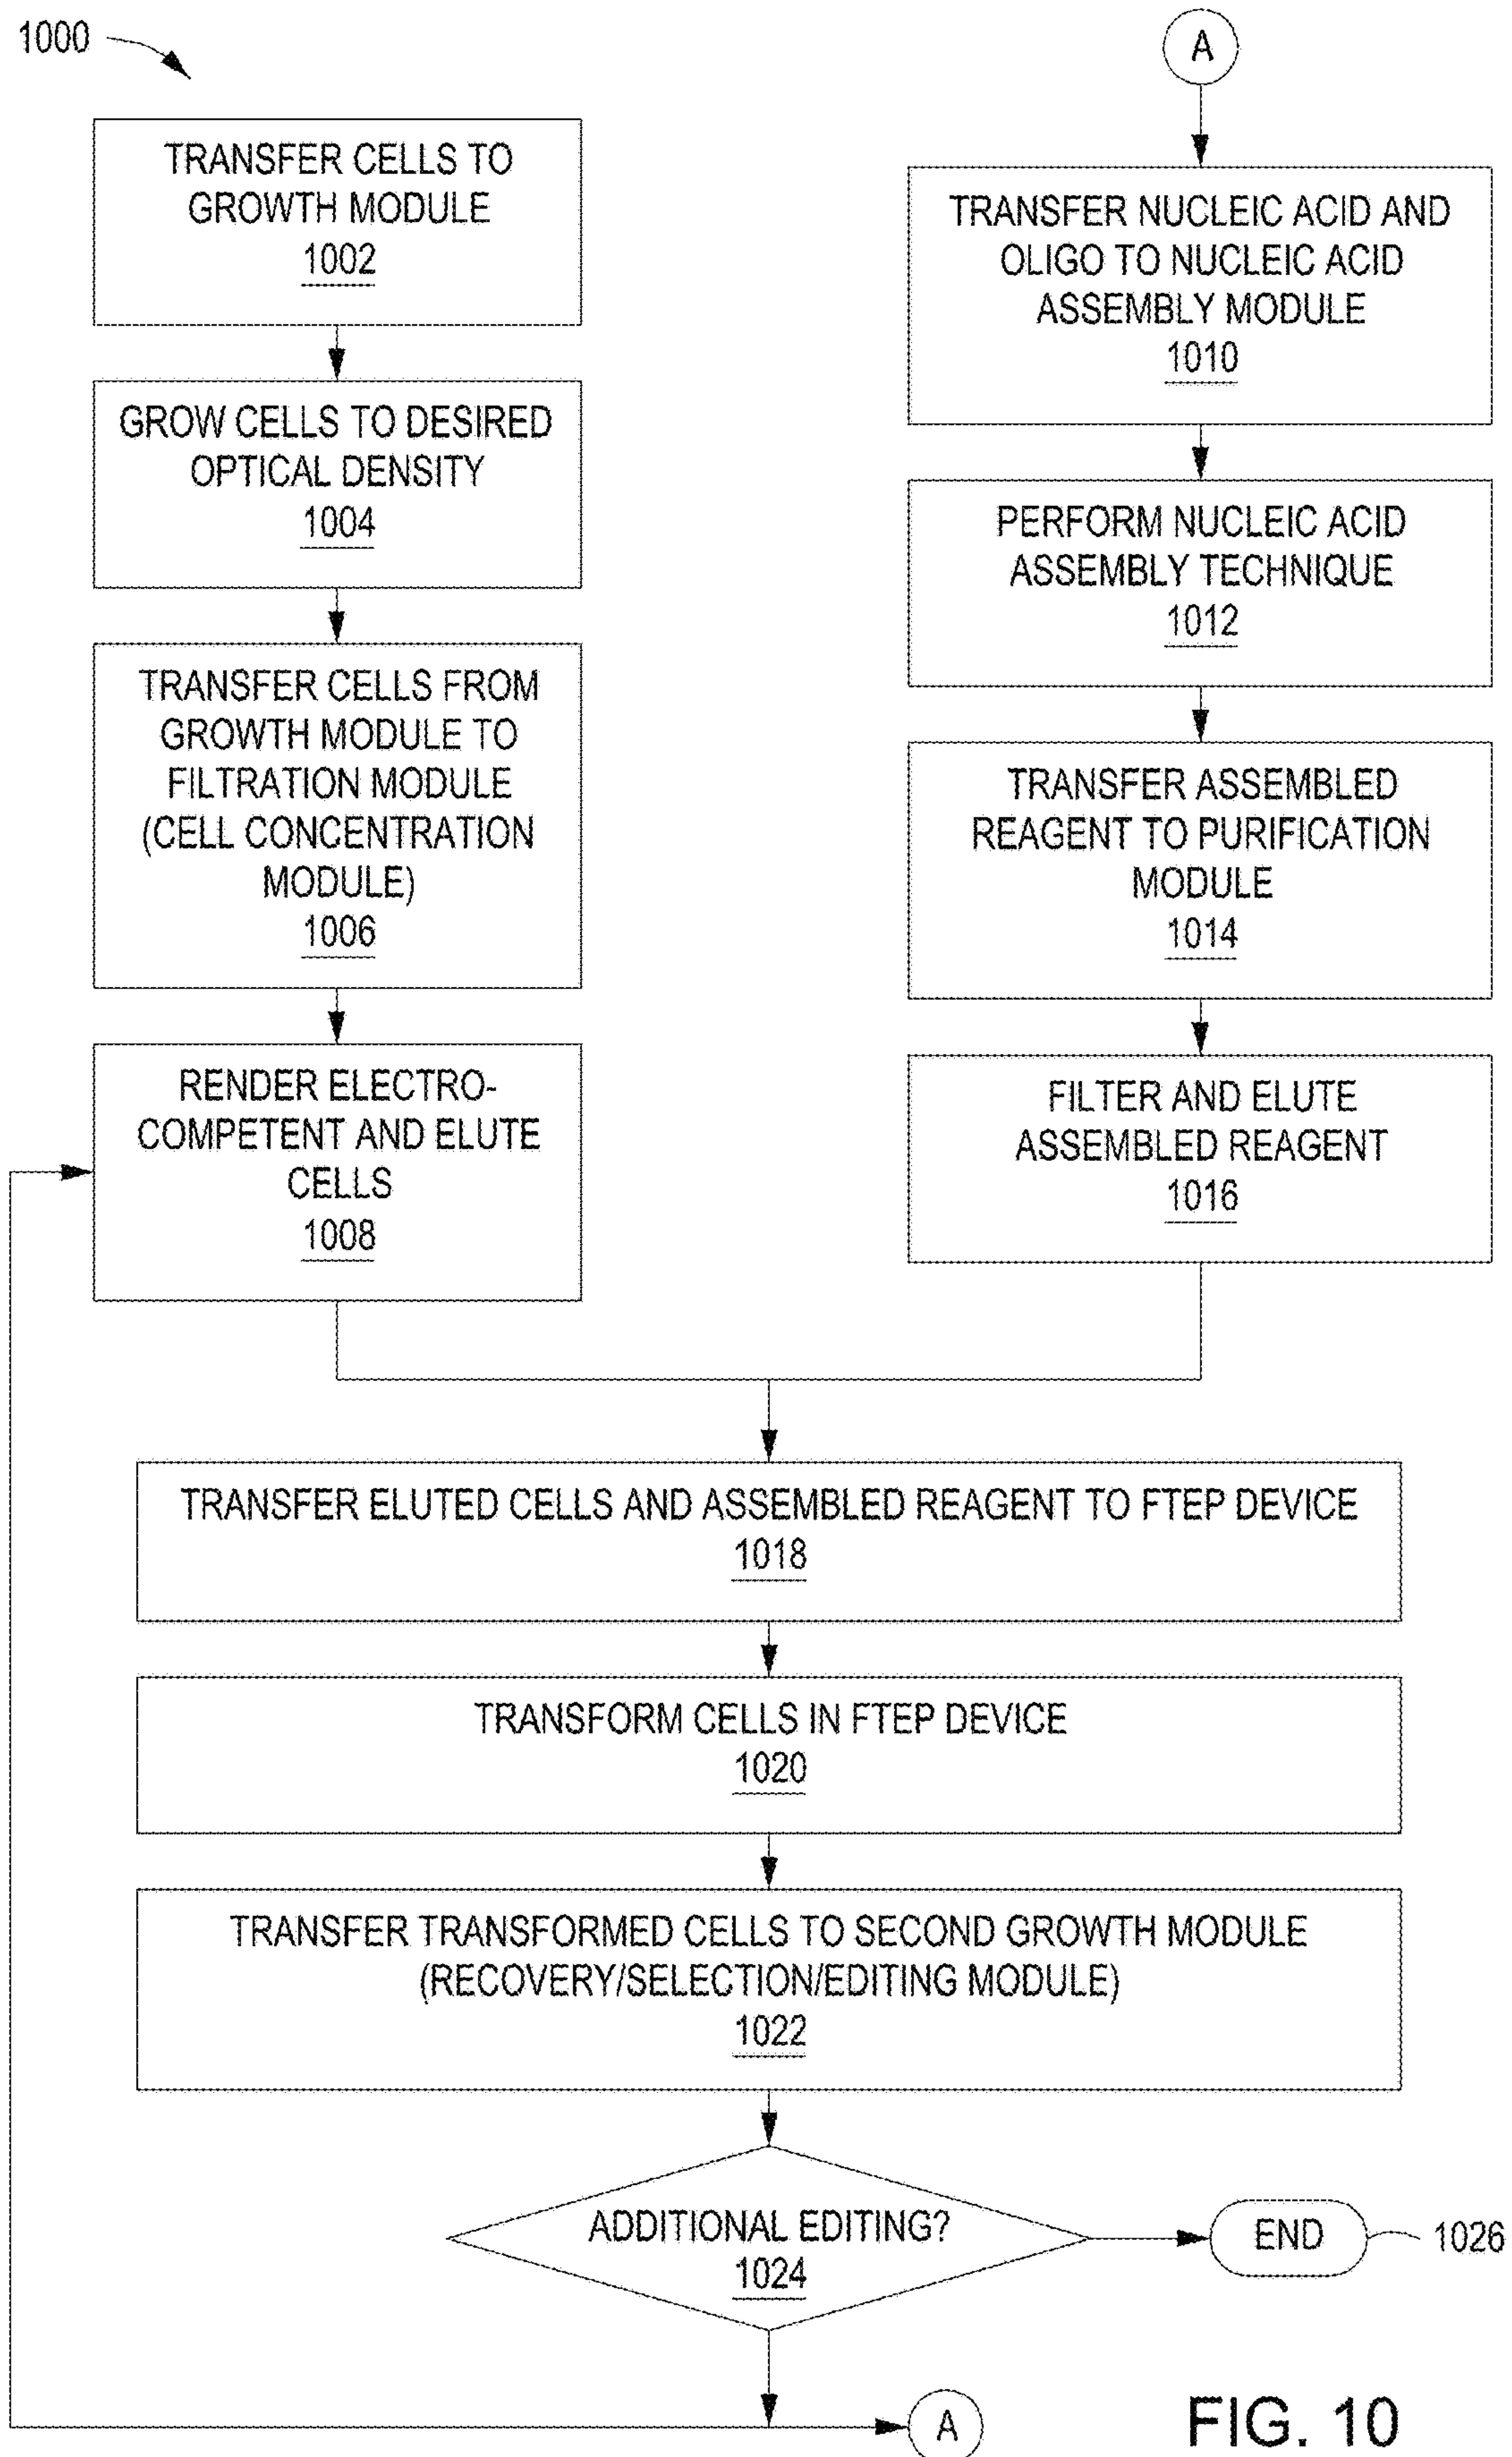 1000
TRANSFER CELLS TO
GROWTH MODULE
1002
GROW CELLS TO DESIRED
OPTICAL DENSITY
1004
TRANSFER CELLS FROM
GROWTH MODULE TO
FILTRATION MODULE
(CELL CONCENTRATION
MODULE)
1006
RENDER ELECTRO-
COMPETENT AND ELUTE
CELLS
1008
A
TRANSFER NUCLEIC ACID AND
OLIGO TO NUCLEIC ACID
ASSEMBLY MODULE
1010
PERFORM NUCLEIC ACID
ASSEMBLY TECHNIQUE
1012
TRANSFER ASSEMBLED
REAGENT TO PURIFICATION
MODULE
1014
FILTER AND ELUTE
ASSEMBLED REAGENT
1016
TRANSFER ELUTED CELLS AND ASSEMBLED REAGENT TO FTEP DEVICE
1018
TRANSFORM CELLS IN FTEP DEVICE
1020
TRANSFER TRANSFORMED CELLS TO SECOND GROWTH MODULE
(RECOVERY/SELECTION/EDITING MODULE)
1022
ADDITIONAL EDITING?
1024
END
1026
A
FIG. 10